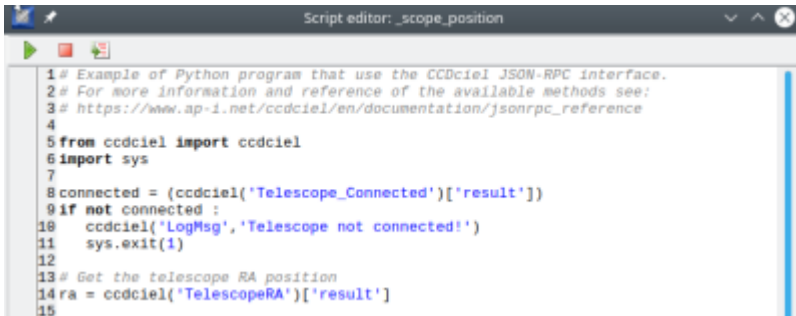 Script editor: _scope_position
1 # Example of Python program that use the CCDciel JSON-RPC interface.
2 # For more information and reference of the available methods see:
3 # https://www.ap-i.net/ccdciel/en/documentation/jsonrpc_reference
4
5 from ccdciel import ccdciel
6 import sys
7
8 connected = (ccdciel('Telescope_Connected')['result'])
9 if not connected :
10    ccdciel('LogMsg','Telescope not connected!')
11    sys.exit(1)
12
13 # Get the telescope RA position
14 ra = ccdciel('TelescopeRA')['result']
15